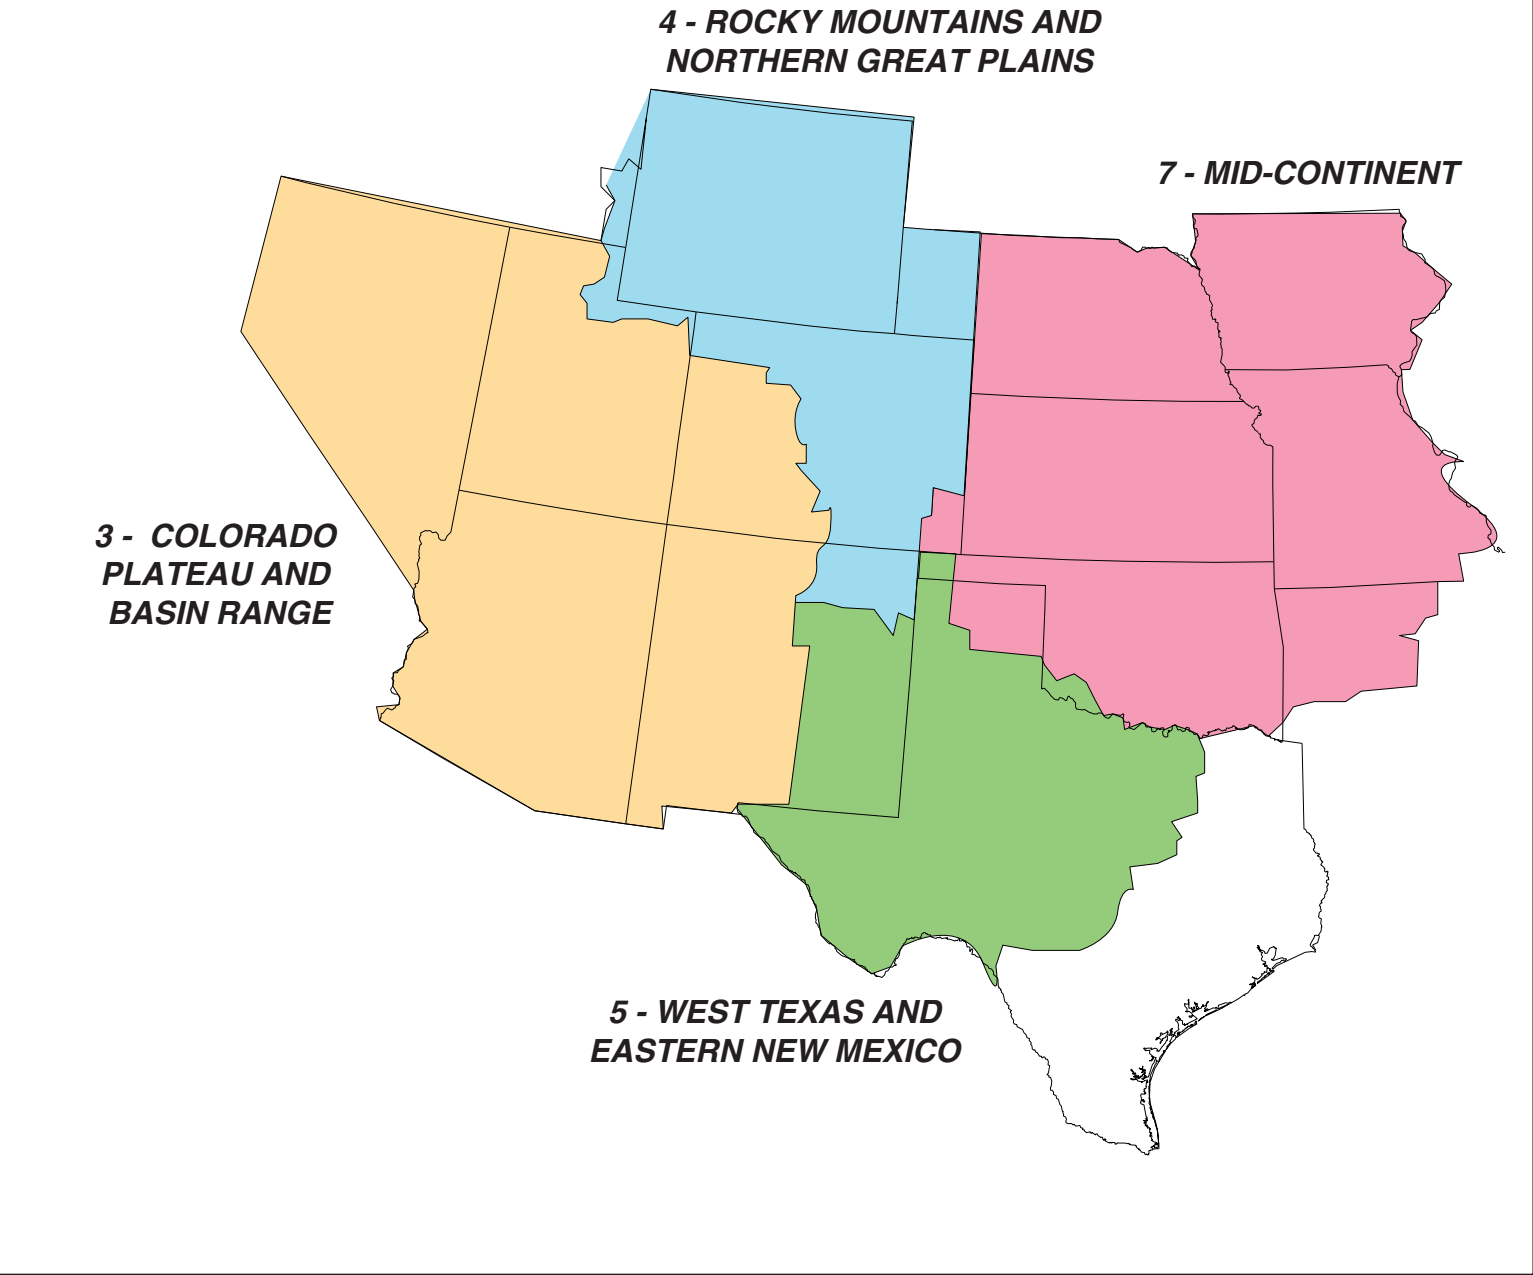 4 - ROCKY MOUNTAINS AND
NORTHERN GREAT PLAINS
7 - MID-CONTINENT
3 - COLORADO
PLATEAU AND
BASIN RANGE
5 - WEST TEXAS AND
EASTERN NEW MEXICO